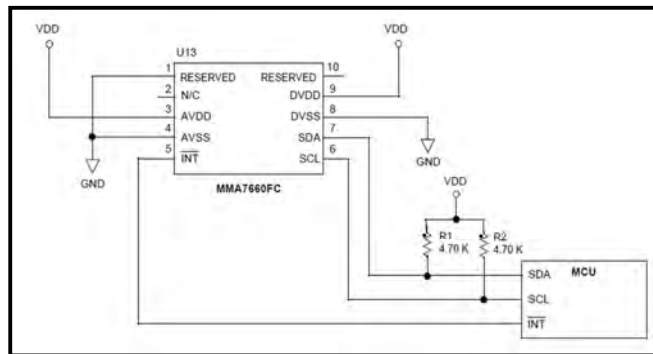 VDD
VDD
U13
1 RESERVED RESERVED 10
2 N/C DVDD 9
3 AVDD DVSS 8
4 AVSS SDA 7
5 INT SCL 6
GND
MMA7660FC
GND
VDD
R1 4.70 K
R2 4.70 K
MCU
SDA
SCL
INT